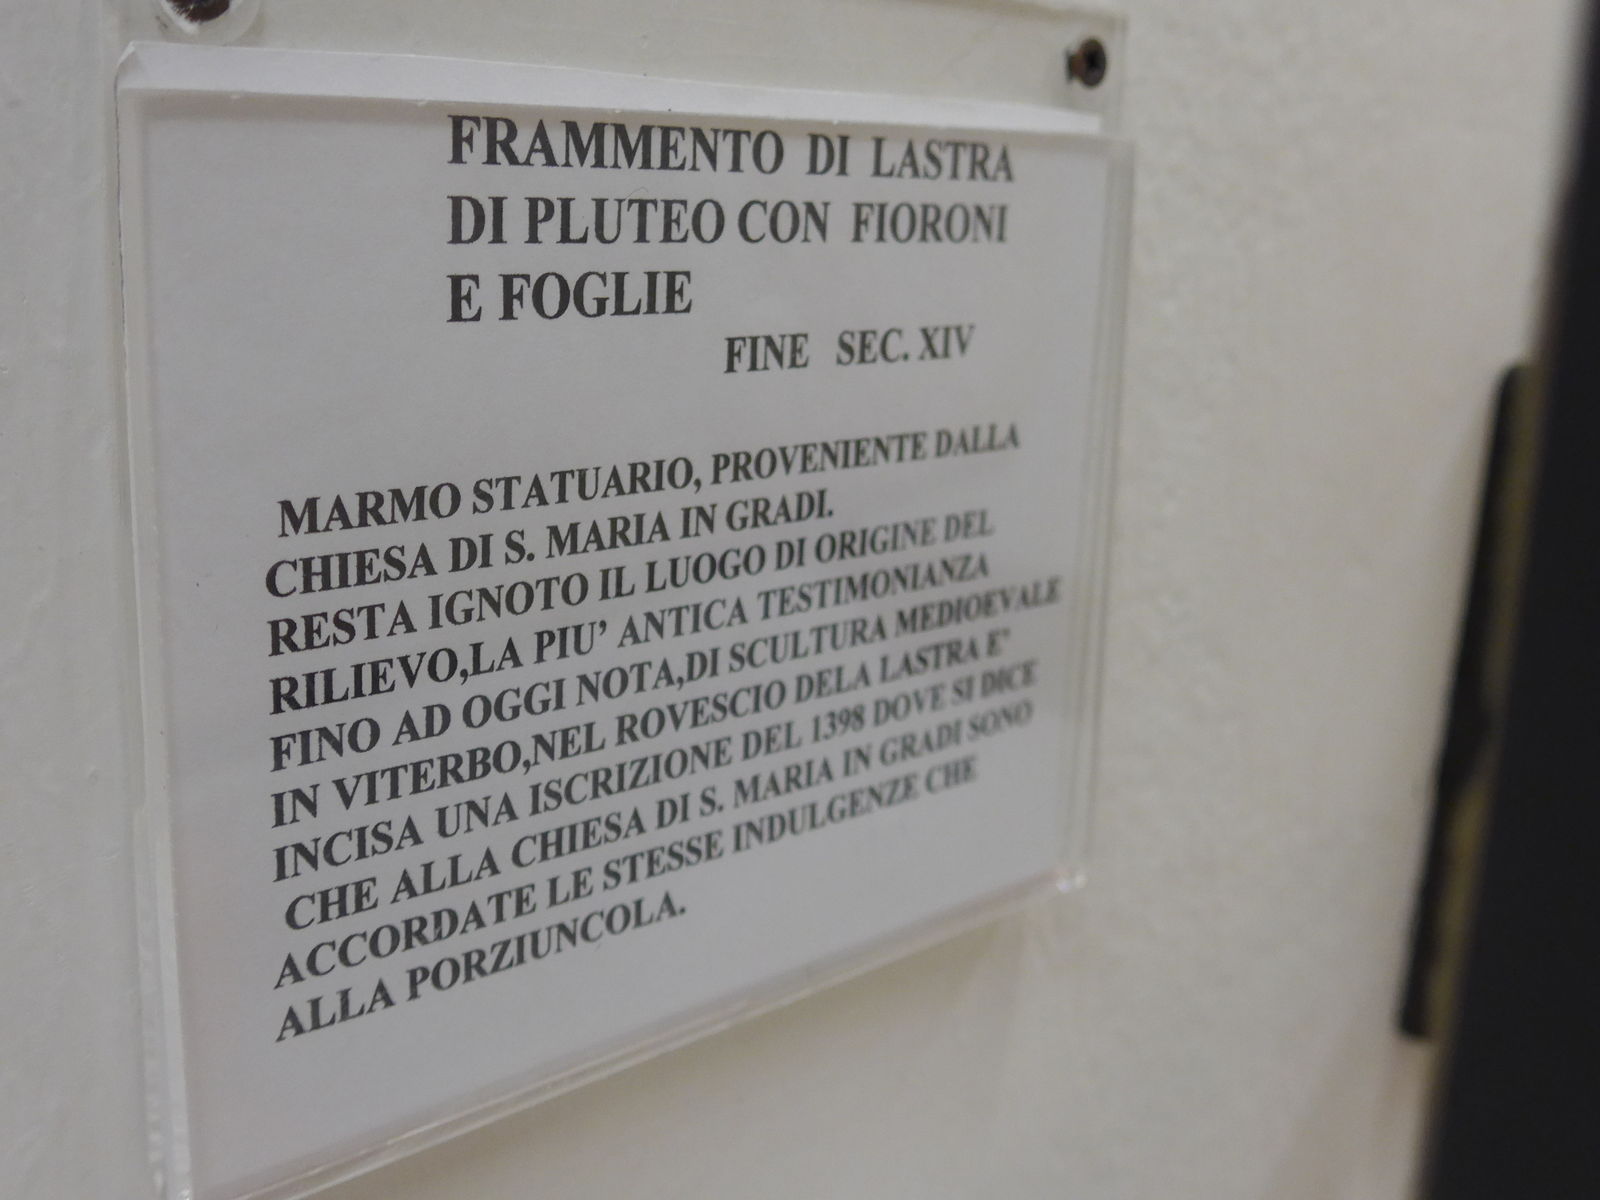 FRAMMENTO DI LASTRA
DI PLUTEO CON FIORONI
E FOGLIE
FINE SEC. XIV
MARMO STATUARIO, PROVENIENTE DALLA
CHIESA DI S. MARIA IN GRADI.
RESTA IGNOTO IL LUOGO DI ORIGINE DEL
RILIEVO,LA PIU' ANTICA TESTIMONIANZA
FINO AD OGGI NOTA,DI SCULTURA MEDIOEVALE
IN VITERBO,NEL ROVESCIO DELA LASTRA E'
INCISA UNA ISCRIZIONE DEL 1398 DOVE SI DICE
CHE ALLA CHIESA DI S. MARIA IN GRADI SONO
ACCORDATE LE STESSE INDULGENZE CHE
ALLA PORZIUNCOLA.